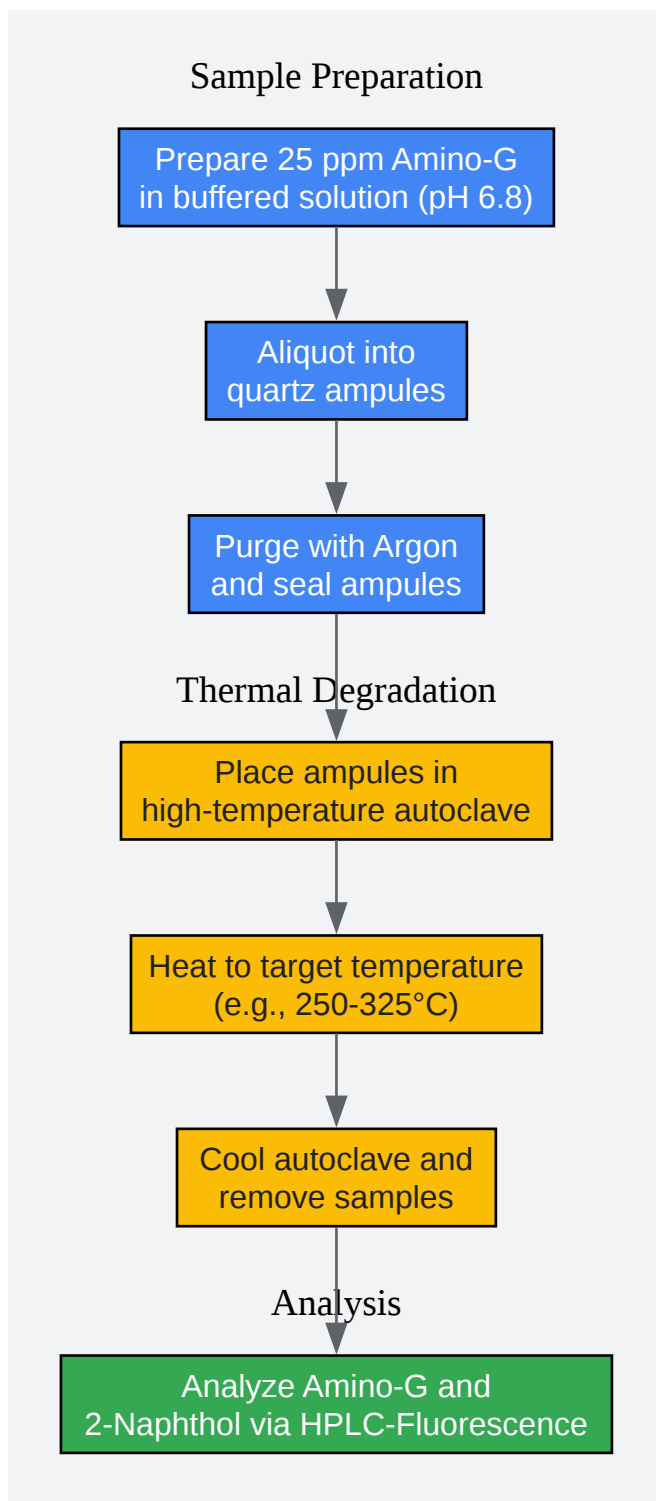 Sample Preparation
Prepare 25 ppm Amino-G
in buffered solution (pH 6.8)
Aliquot into
quartz ampules
Purge with Argon
and seal ampules
Thermal Degradation
Place ampules in
high-temperature autoclave
Heat to target temperature
(e.g., 250-325°C)
Cool autoclave and
remove samples
Analysis
Analyze Amino-G and
2-Naphthol via HPLC-Fluorescence